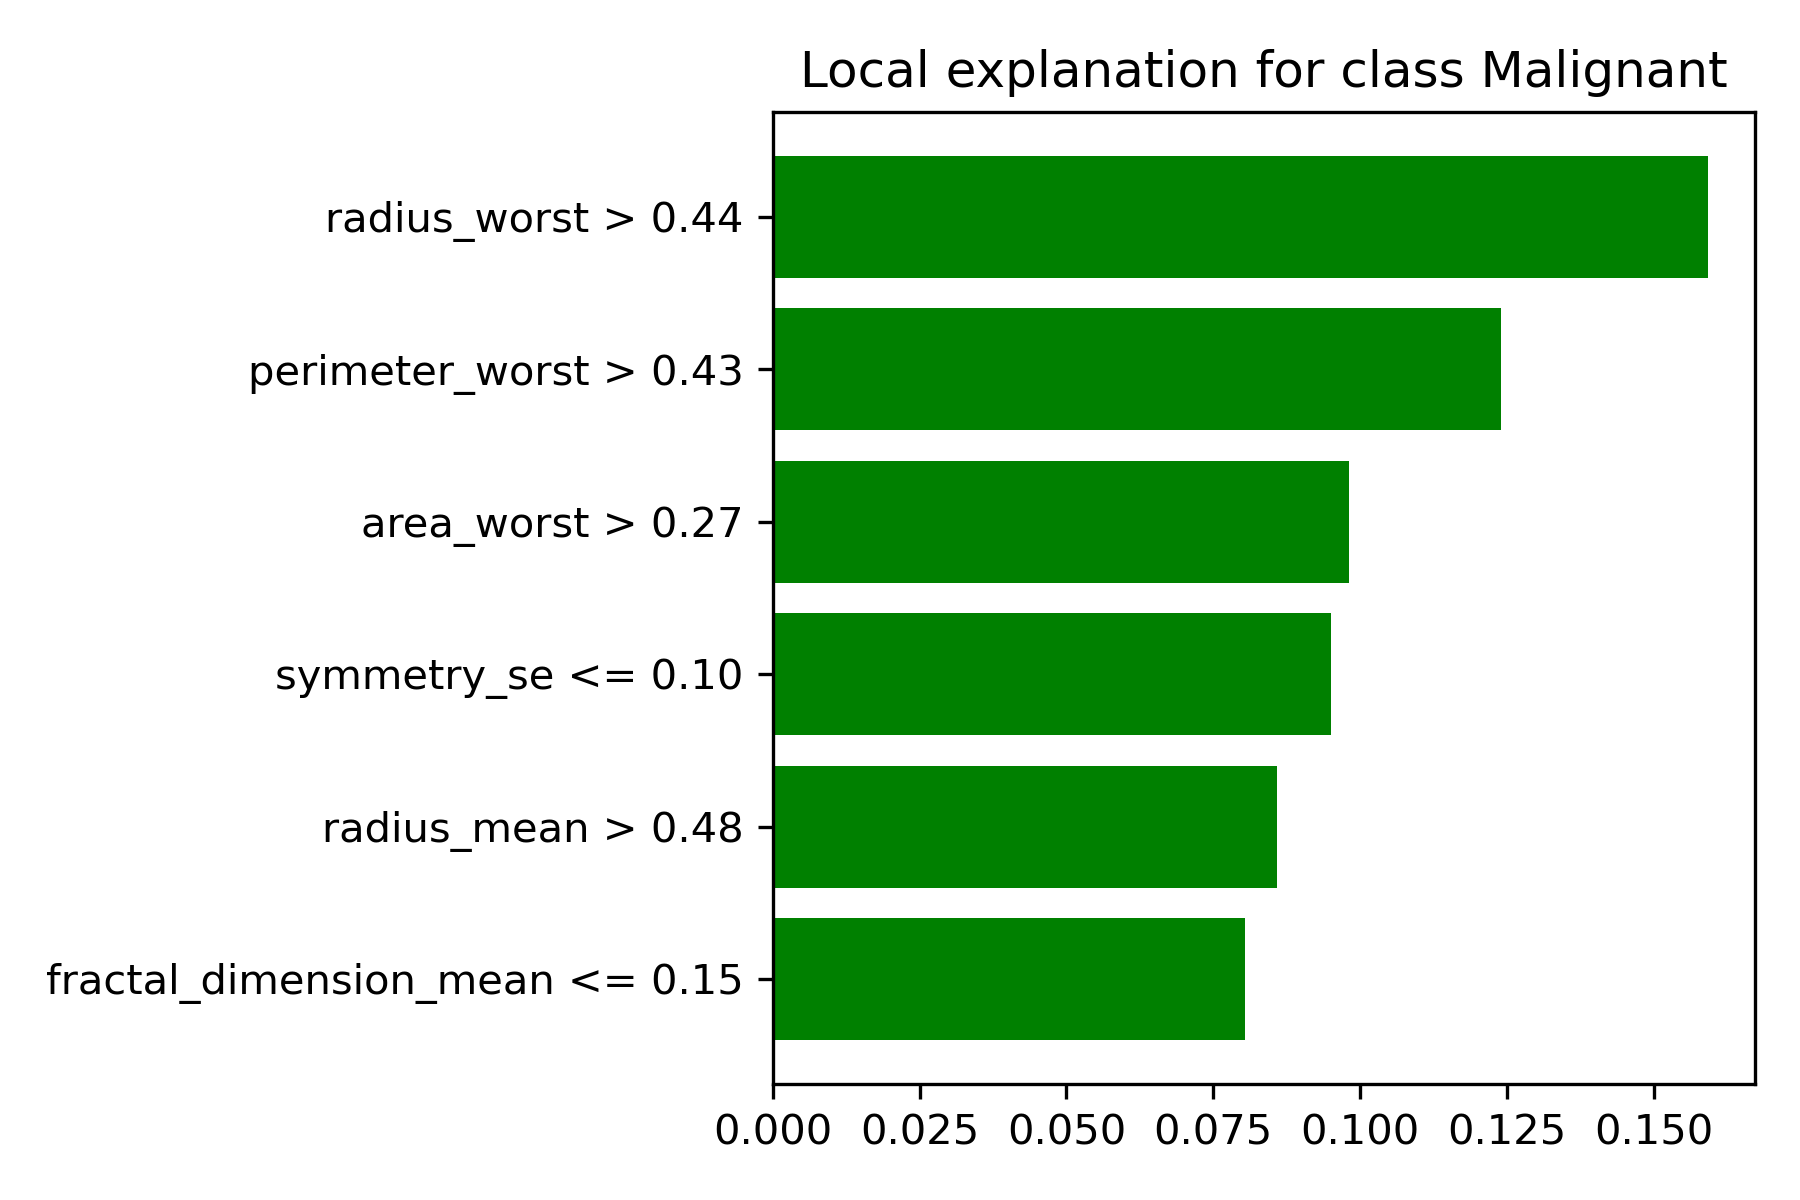 Local explanation for class Malignant
radius_worst > 0.44
perimeter_worst > 0.43
area_worst > 0.27
symmetry_se <= 0.10
radius_mean > 0.48
fractal_dimension_mean <= 0.15
0.000 0.025 0.050 0.075 0.100 0.125 0.150